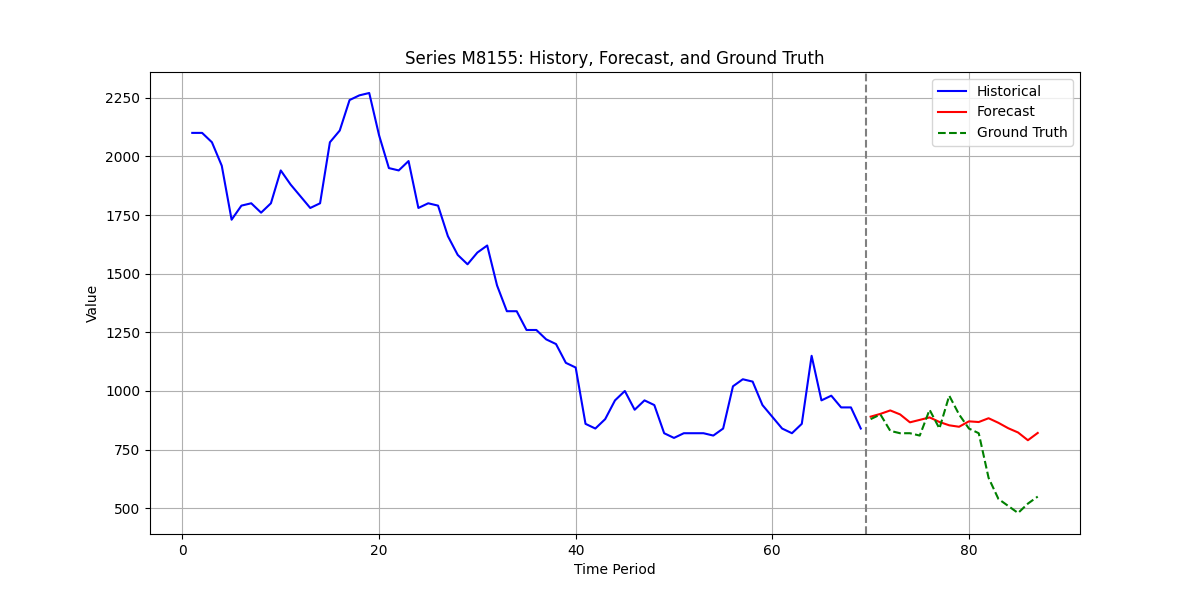 Series M8155: History, Forecast, and Ground Truth
Historical
Forecast
Ground Truth
Value
2250
2000
1750
1500
1250
1000
750
500
0 20 40 60 80
Time Period